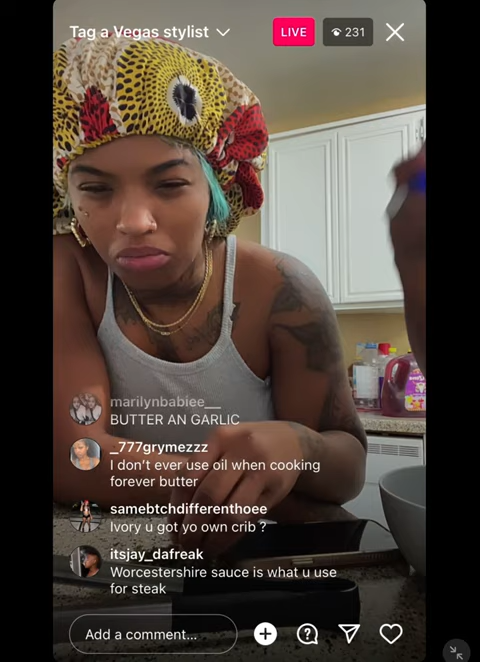 Tag a Vegas stylist
LIVE
231
marilynbabiee__
BUTTER AN GARLIC
_777grymezzz
I don't ever use oil when cooking
forever butter
samebtchdifferenthoee
Ivory u got yo own crib ?
itsjay_dafreak
Worcestershire sauce is what u use
for steak
Add a comment...